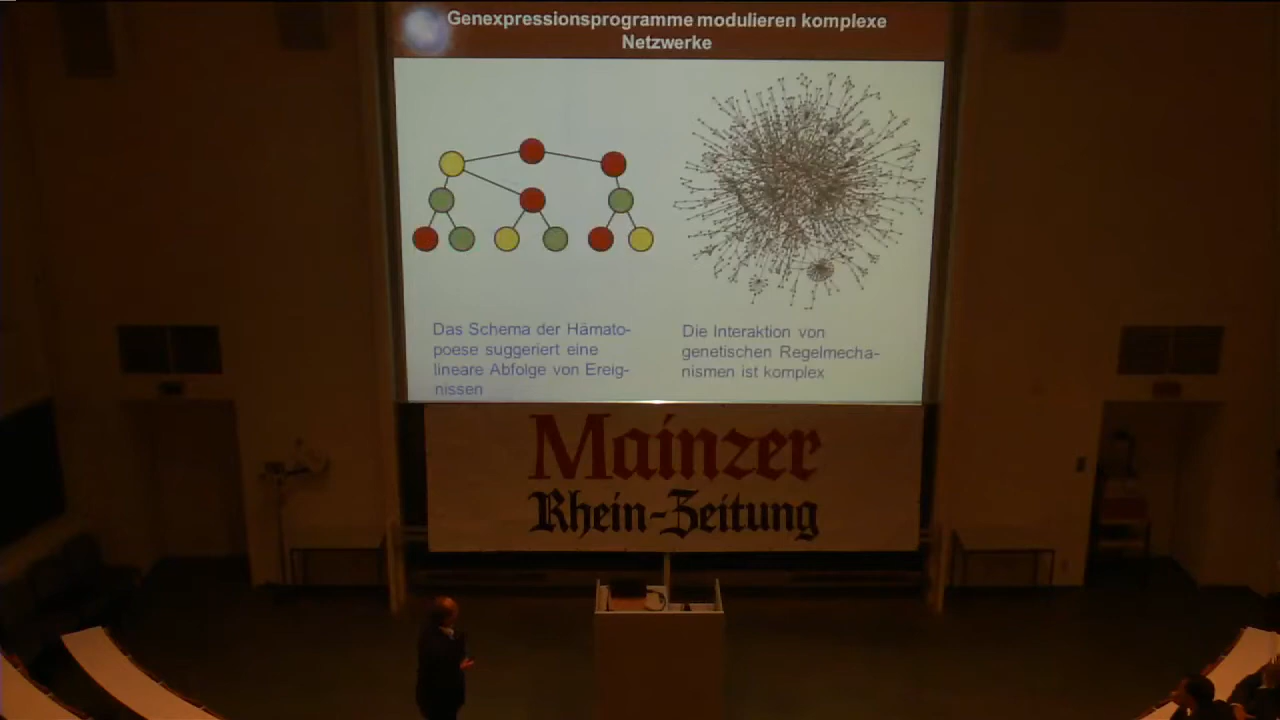 Genexpressionsprogramme modulieren komplexe
Netzwerke
Das Schema der Hämato-
poese suggeriert eine
lineare Abfolge von Ereig-
nissen
Die Interaktion von
genetischen Regelmecha-
nismen ist komplex
Mainzer
Rhein-Zeitung